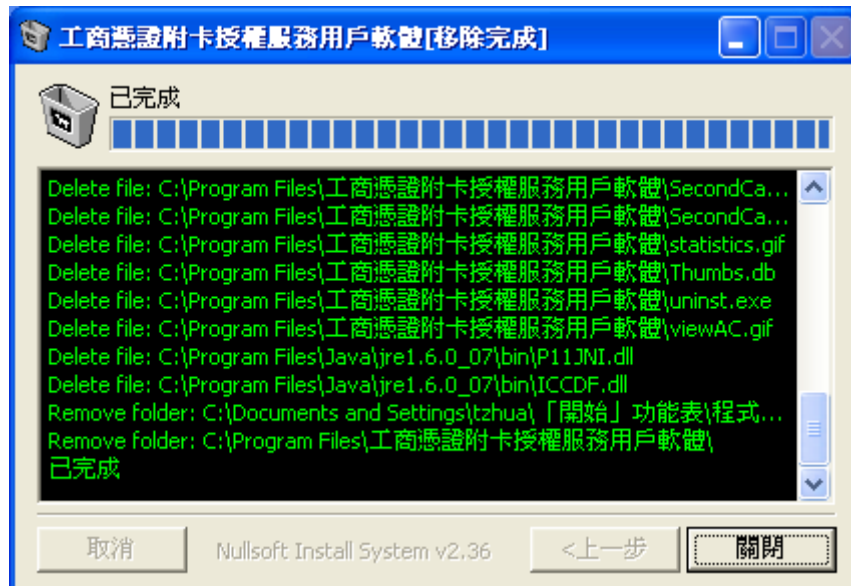 工商憑證附卡授權服務用戶軟體[移除完成]
已完成
Delete file: C:\Program Files\工商憑證附卡授權服務用戶軟體\SecondCa...
Delete file: C:\Program Files\工商憑證附卡授權服務用戶軟體\SecondCa...
Delete file: C:\Program Files\工商憑證附卡授權服務用戶軟體\statistics.gif
Delete file: C:\Program Files\工商憑證附卡授權服務用戶軟體\Thumbs.db
Delete file: C:\Program Files\工商憑證附卡授權服務用戶軟體\uninst.exe
Delete file: C:\Program Files\工商憑證附卡授權服務用戶軟體\viewAC.gif
Delete file: C:\Program Files\Java\jre1.6.0_07\bin\P11JNI.dll
Delete file: C:\Program Files\Java\jre1.6.0_07\bin\ICCDF.dll
Remove folder: C:\Documents and Settings\tzhua\「開始」功能表\程式...
Remove folder: C:\Program Files\工商憑證附卡授權服務用戶軟體\
已完成
取消 Nullsoft Install System v2.36 <上一步 關閉